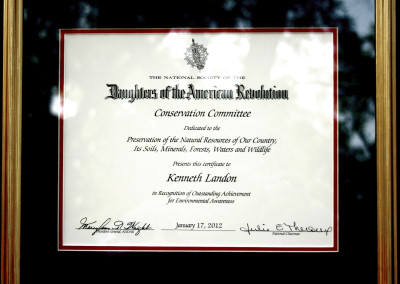 THE NATIONAL SOCIETY OF THE
Daughters of the American Revolution
Conservation Committee
Dedicated to the
Preservation of the Natural Resources of Our Country,
Its Soils, Minerals, Forests, Waters and Wildlife
Presents this certificate to
Kenneth Landon
in Recognition of Outstanding Achievement
for Environmental Awareness
January 17, 2012
National Chairman